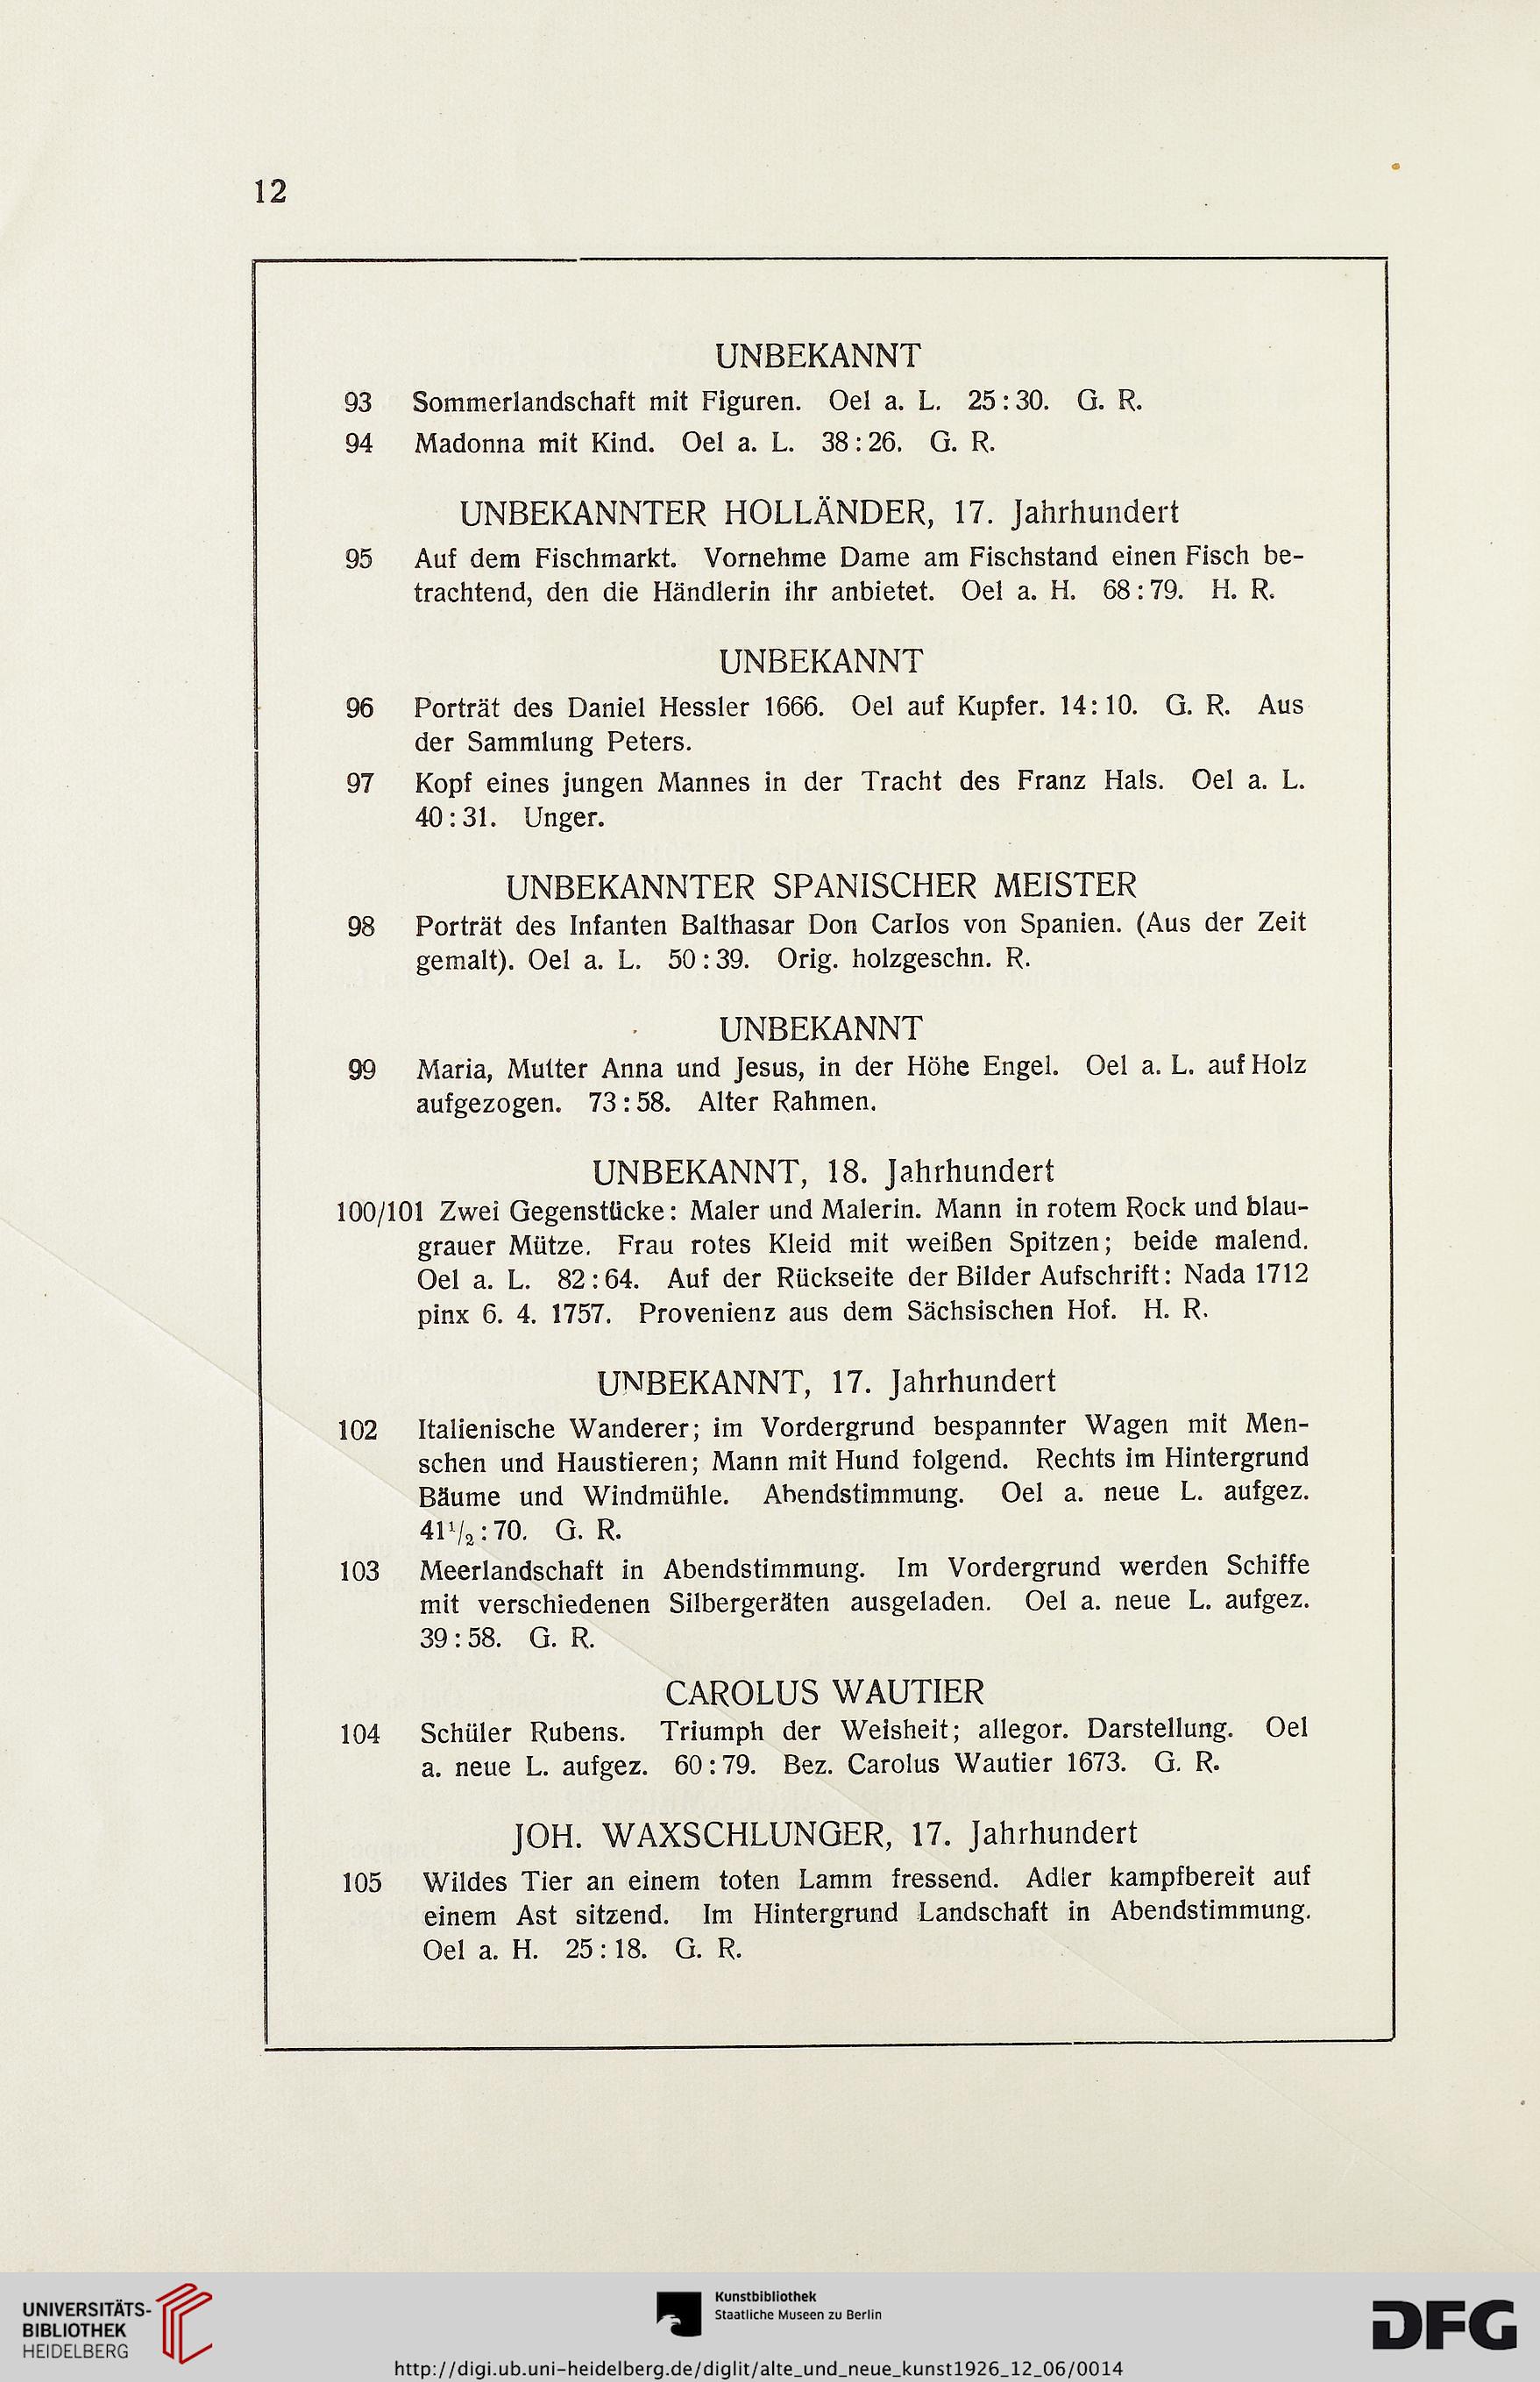 12
UNBEKANNT
93 Sommerlandschaft mit Figuren. Oel a. L. 25:30. G. R.
94 Madonna mit Kind. Oel a. L. 38:26. G. R.
UNBEKANNTER HOLLÄNDER, 17. Jahrhundert
95 Auf dem Fischmarkt. Vornehme Dame am Fischstand einen Fisch be-
trachtend, den die Händlerin ihr anbietet. Oel a. H. 68:79. H. R.
UNBEKANNT
96 Porträt des Daniel Hessler 1666. Oel auf Kupfer. 14:10. G. R. Aus
der Sammlung Peters.
97 Kopf eines jungen Mannes in der Tracht des Franz Hals. Oel a. L.
40:31. Unger.
UNBEKANNTER SPANISCHER MEISTER
98 Porträt des Infanten Balthasar Don Carlos von Spanien. (Aus der Zeit
gemalt). Oel a. L. 50:39. Orig. holzgeschn. R.
UNBEKANNT
99 Maria, Mutter Anna und Jesus, in der Höhe Engel. Oel a. L. auf Holz
aufgezogen. 73:58. Alter Rahmen.
UNBEKANNT, 18. Jahrhundert
100/101 Zwei Gegenstücke: Maler und Malerin. Mann in rotem Rock und blau-
grauer Mütze. Frau rotes Kleid mit weißen Spitzen; beide malend.
Oel a. L. 82:64. Auf der Rückseite der Bilder Aufschrift: Nada 1712
pinx 6. 4. 1757. Provenienz aus dem Sächsischen Hof. H. R.
UNBEKANNT, 17. Jahrhundert
102 Italienische Wanderer; im Vordergrund bespannter Wagen mit Men-
schen und Haustieren; Mann mit Hund folgend. Rechts im Hintergrund
Bäume und Windmühle. Abendstimmung. Oel a. neue L. aufgez.
41¹/₂:70. G. R.
103 Meerlandschaft in Abendstimmung. Im Vordergrund werden Schiffe
mit verschiedenen Silbergeräten ausgeladen. Oel a. neue L. aufgez.
39:58. G. R.
CAROLUS WAUTIER
104 Schüler Rubens. Triumph der Weisheit; allegor. Darstellung. Oel
a. neue L. aufgez. 60:79. Bez. Carolus Wautier 1673. G. R.
JOH. WAXSCHLUNGER, 17. Jahrhundert
105 Wildes Tier an einem toten Lamm fressend. Adler kampfbereit auf
einem Ast sitzend. Im Hintergrund Landschaft in Abendstimmung.
Oel a. H. 25:18. G. R.
UNIVERSITÄTS-
BIBLIOTHEK
HEIDELBERG
Kunstbibliothek
Staatliche Museen zu Berlin
DFG
http://digi.ub.uni-heidelberg.de/diglit/alte_und_neue_kunst1926_12_06/0014